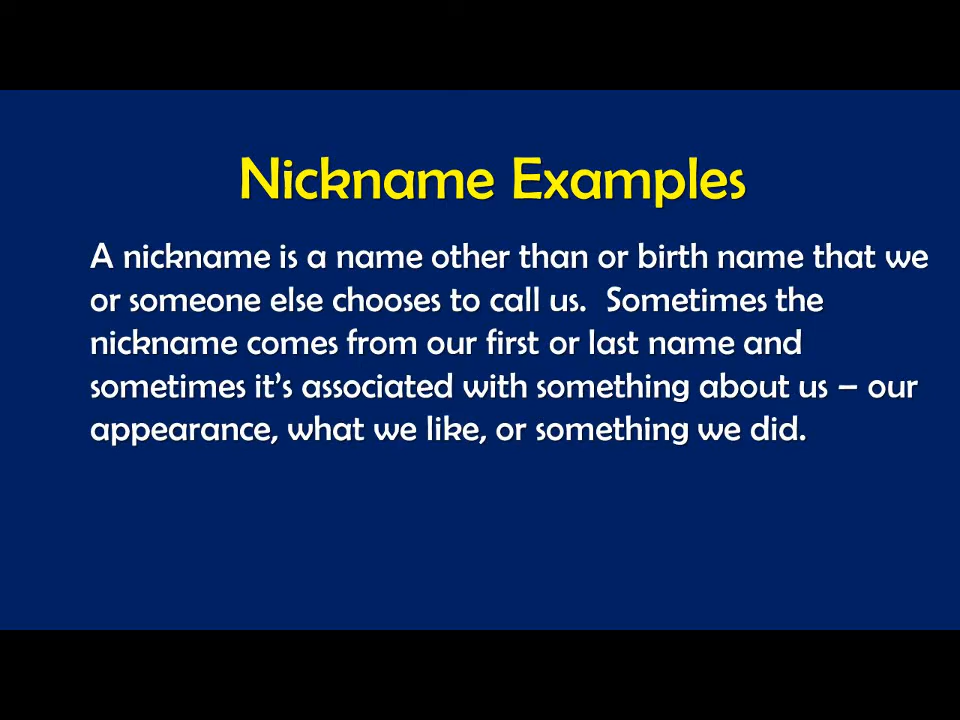 Nickname Examples
A nickname is a name other than or birth name that we
or someone else chooses to call us.  Sometimes the
nickname comes from our first or last name and
sometimes it’s associated with something about us – our
appearance, what we like, or something we did.